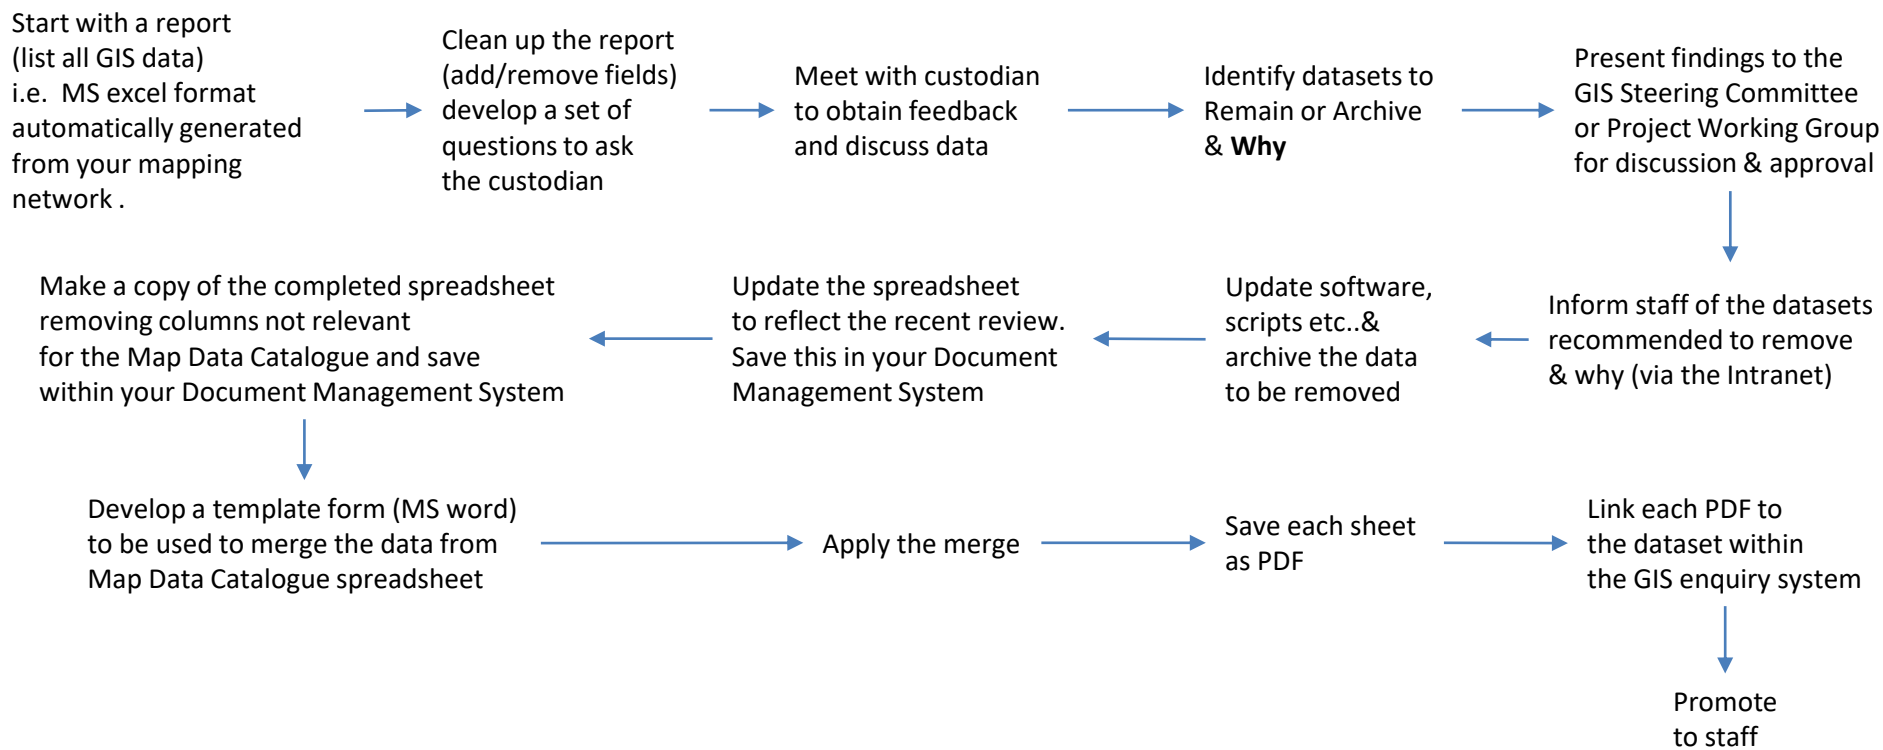 Start with a report
(list all GIS data)
i.e.  MS excel format
automatically generated
from your mapping
network .
Clean up the report
(add/remove fields)
develop a set of
questions to ask
the custodian
Meet with custodian
to obtain feedback
and discuss data
Identify datasets to
Remain or Archive
& Why
Present findings to the
GIS Steering Committee
or Project Working Group
for discussion & approval
Inform staff of the datasets
recommended to remove
& why (via the Intranet)
Update software,
scripts etc..&
archive the data
to be removed
Update the spreadsheet
to reflect the recent review.
Save this in your Document
Management System
Make a copy of the completed spreadsheet
removing columns not relevant
for the Map Data Catalogue and save
within your Document Management System
Develop a template form (MS word)
to be used to merge the data from
Map Data Catalogue spreadsheet
Apply the merge
Save each sheet
as PDF
Link each PDF to
the dataset within
the GIS enquiry system
Promote
to staff